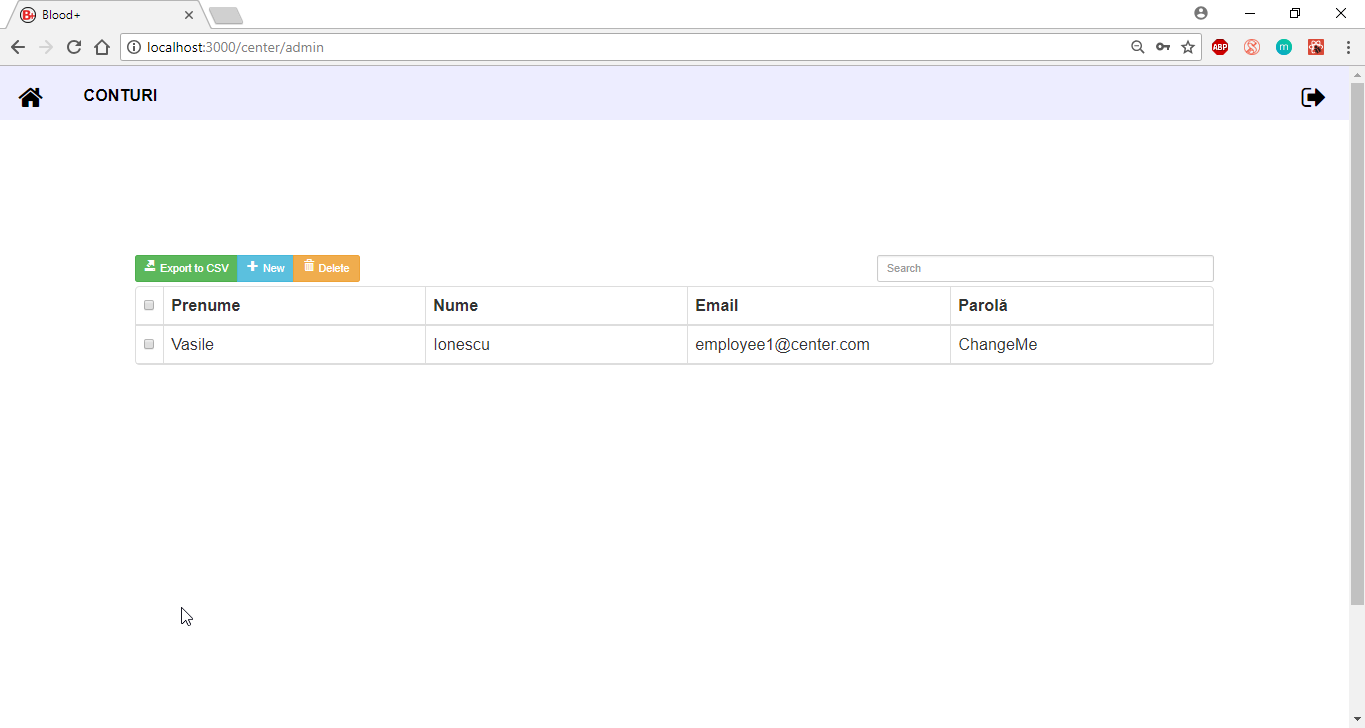 Blood+
localhost:3000/center/admin
ABP
m
CONTURI
Export to CSV New Delete Search
Prenume Nume Email Parolă
Vasile Ionescu employee1@center.com ChangeMe